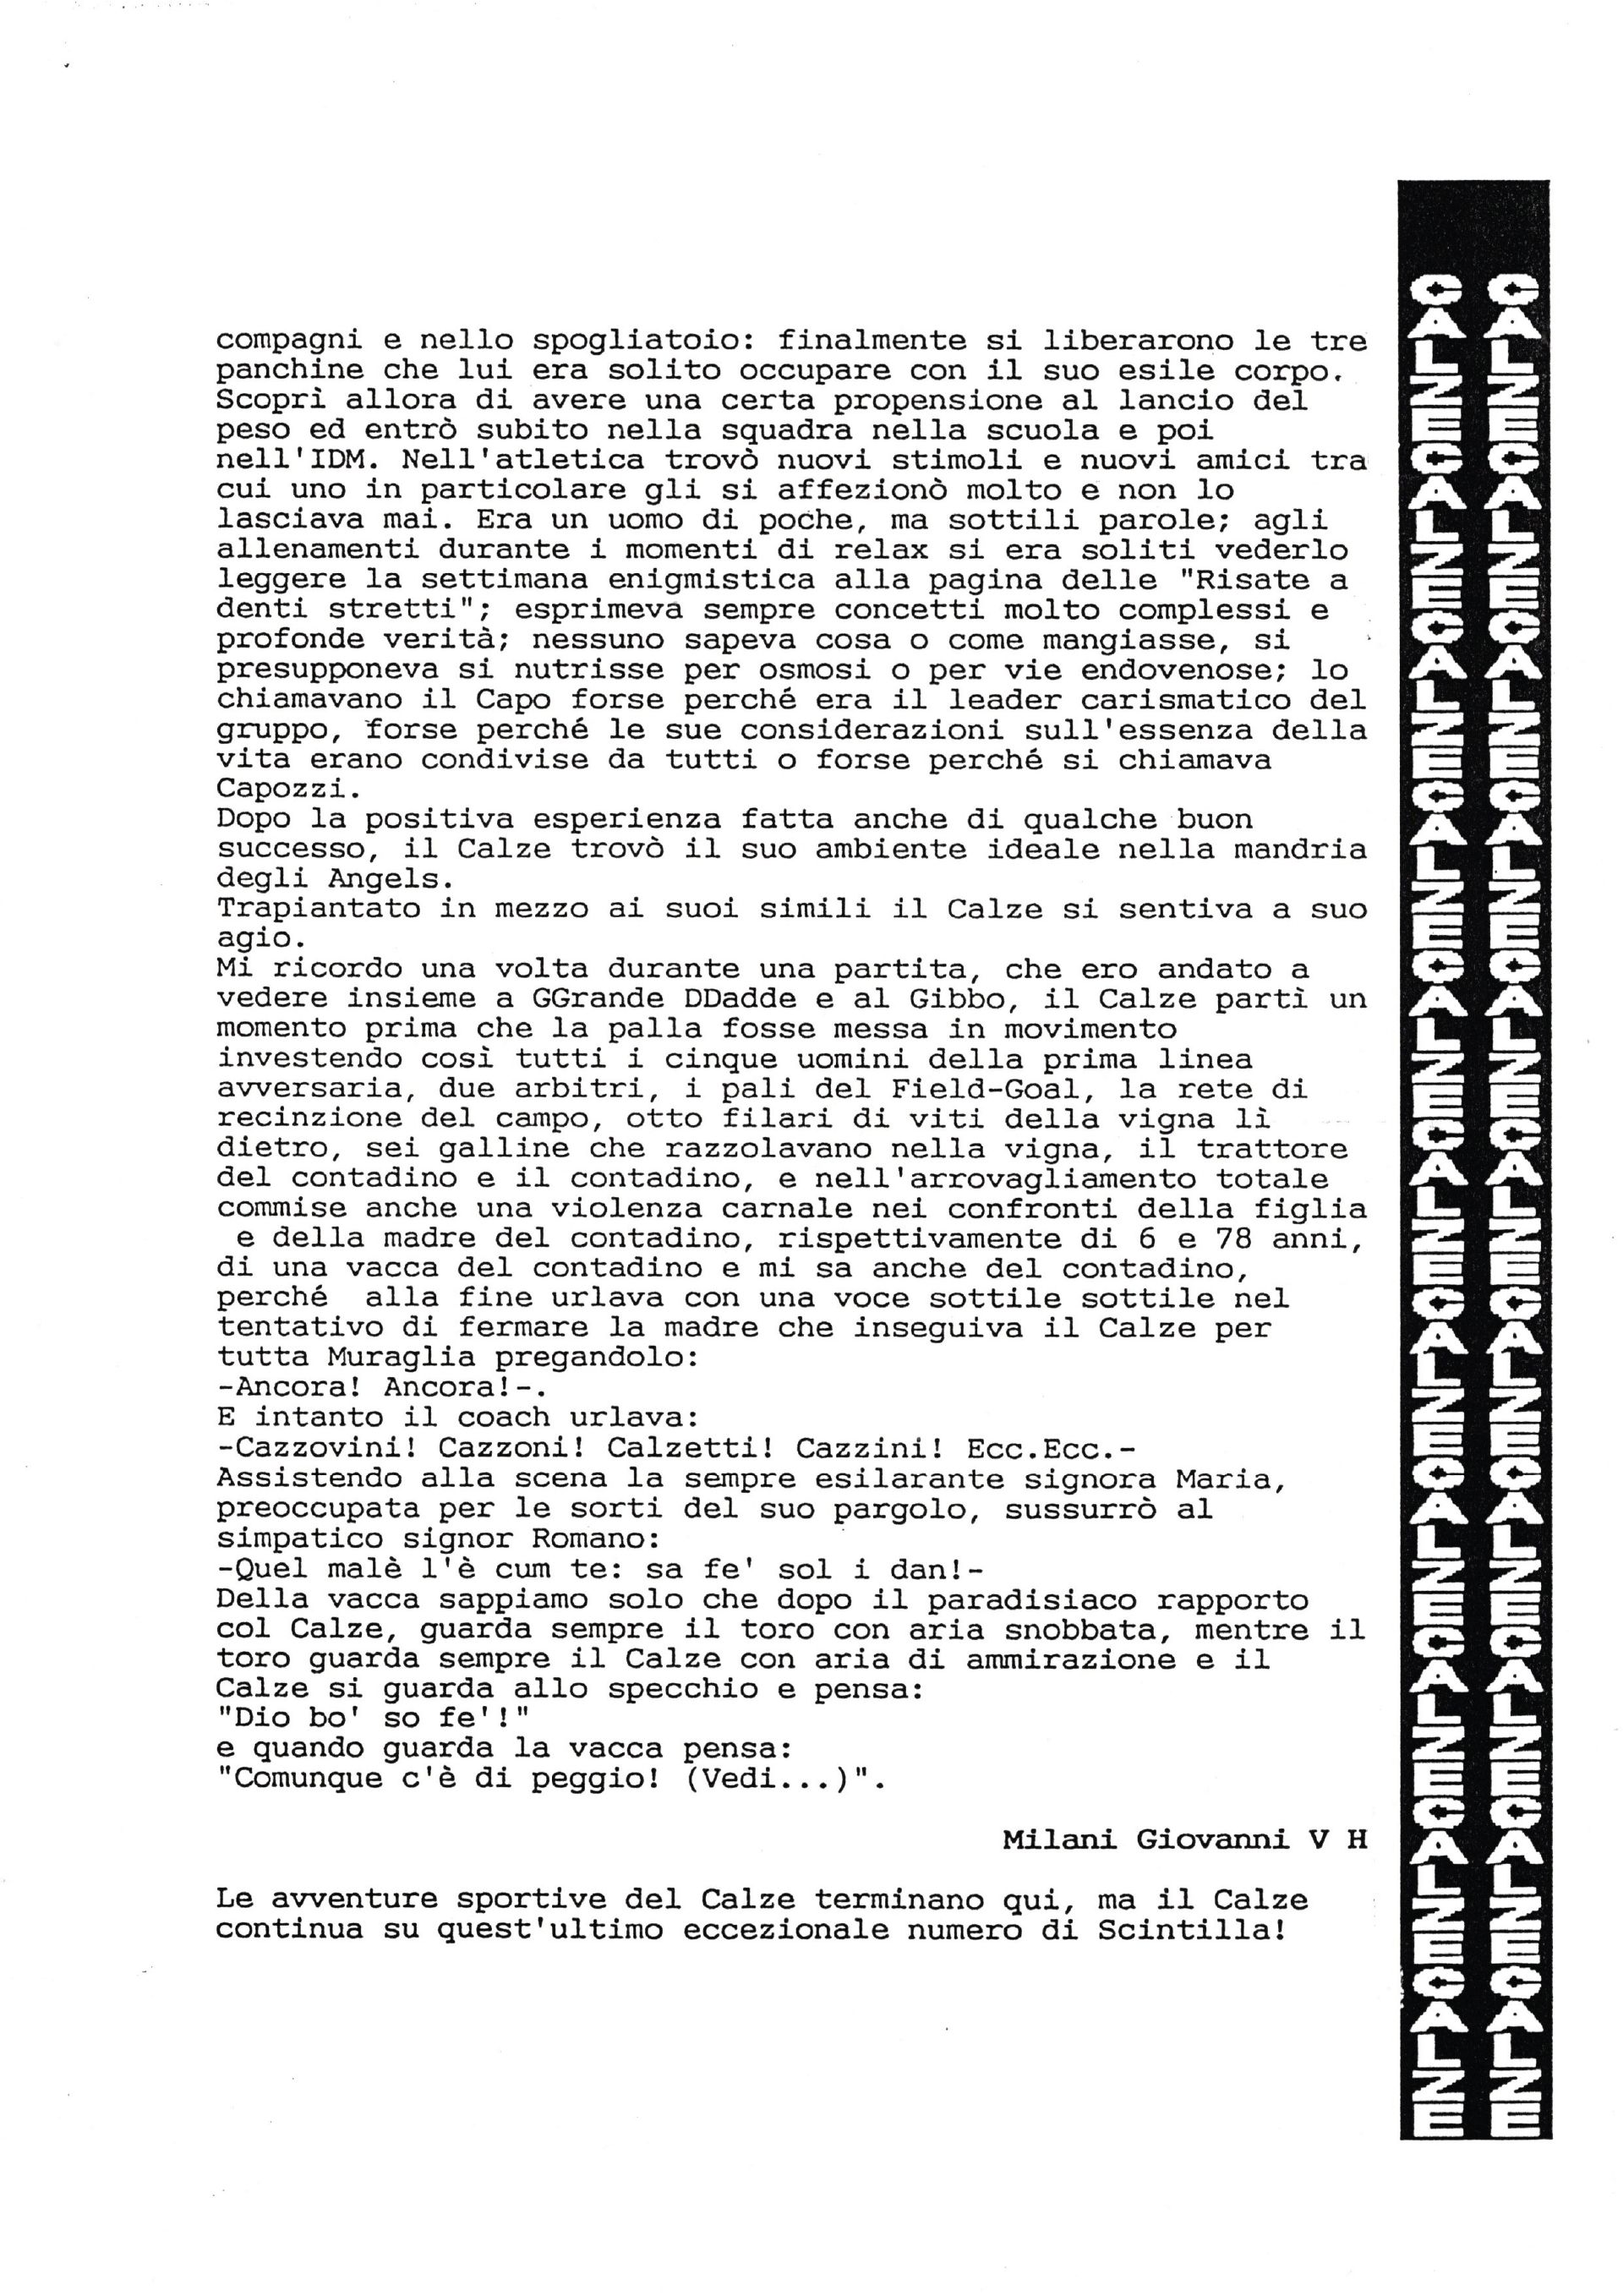 compagni e nello spogliatoio: finalmente si liberarono le tre
panchine che lui era solito occupare con il suo esile corpo.
Scoprì allora di avere una certa propensione al lancio del
peso ed entrò subito nella squadra nella scuola e poi
nell'IDM. Nell'atletica trovò nuovi stimoli e nuovi amici tra
cui uno in particolare gli si affezionò molto e non lo
lasciava mai. Era un uomo di poche, ma sottili parole; agli
allenamenti durante i momenti di relax si era soliti vederlo
leggere la settimana enigmistica alla pagina delle "Risate a
denti stretti"; esprimeva sempre concetti molto complessi e
profonde verità; nessuno sapeva cosa o come mangiasse, si
presupponeva si nutrisse per osmosi o per vie endovenose; lo
chiamavano il Capo forse perché era il leader carismatico del
gruppo, forse perché le sue considerazioni sull'essenza della
vita erano condivise da tutti o forse perché si chiamava
Capozzi.
Dopo la positiva esperienza fatta anche di qualche buon
successo, il Calze trovò il suo ambiente ideale nella mandria
degli Angels.
Trapiantato in mezzo ai suoi simili il Calze si sentiva a suo
agio.
Mi ricordo una volta durante una partita, che ero andato a
vedere insieme a GGrande DDadde e al Gibbo, il Calze partì un
momento prima che la palla fosse messa in movimento
investendo così tutti i cinque uomini della prima linea
avversaria, due arbitri, i pali del Field-Goal, la rete di
recinzione del campo, otto filari di viti della vigna lì
dietro, sei galline che razzolavano nella vigna, il trattore
del contadino e il contadino, e nell'arrovagliamento totale
commise anche una violenza carnale nei confronti della figlia
e della madre del contadino, rispettivamente di 6 e 78 anni,
di una vacca del contadino e mi sa anche del contadino,
perché alla fine urlava con una voce sottile sottile nel
tentativo di fermare la madre che inseguiva il Calze per
tutta Muraglia pregandolo:
-Ancora! Ancora!-.
E intanto il coach urlava:
-Cazzovini! Cazzoni! Calzetti! Cazzini! Ecc.Ecc.-
Assistendo alla scena la sempre esilarante signora Maria,
preoccupata per le sorti del suo pargolo, sussurrò al
simpatico signor Romano:
-Quel malè l'è cum te: sa fe' sol i dan!-
Della vacca sappiamo solo che dopo il paradisiaco rapporto
col Calze, guarda sempre il toro con aria snobbata, mentre il
toro guarda sempre il Calze con aria di ammirazione e il
Calze si guarda allo specchio e pensa:
"Dio bo' so fe'!"
e quando guarda la vacca pensa:
"Comunque c'è di peggio! (Vedi...)".
Milani Giovanni V H
Le avventure sportive del Calze terminano qui, ma il Calze
continua su quest'ultimo eccezionale numero di Scintilla!
CALZECALZECALZECALZECALZECALZECALZECALZECALZECALZECALZE
CALZECALZECALZECALZECALZECALZECALZECALZECALZECALZECALZE